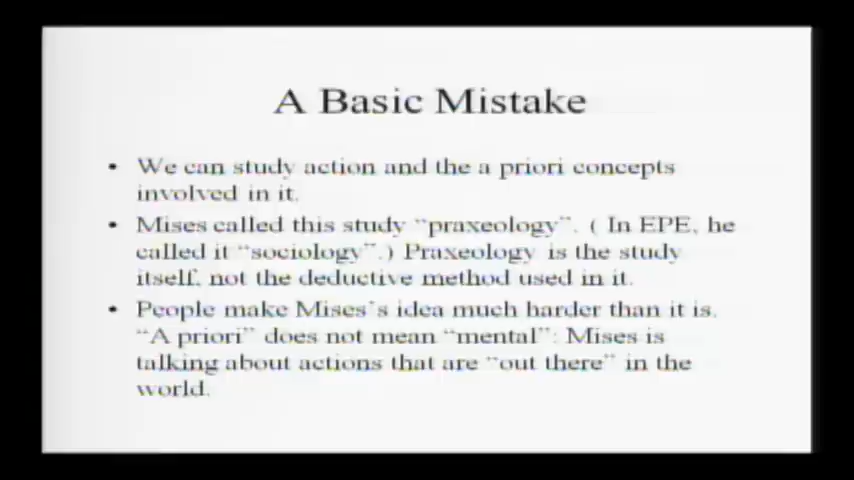 A Basic Mistake
• We can study action and the a priori concepts
involved in it.
• Mises called this study “praxeology”. ( In EPE, he
called it “sociology”.) Praxeology is the study
itself, not the deductive method used in it.
• People make Mises’s idea much harder than it is.
“A priori” does not mean “mental”: Mises is
talking about actions that are “out there” in the
world.